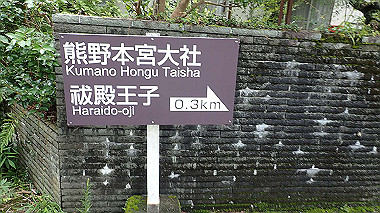 熊野本宮大社
Kumano Hongu Taisha
祓殿王子
Haraido-oji
0.3km